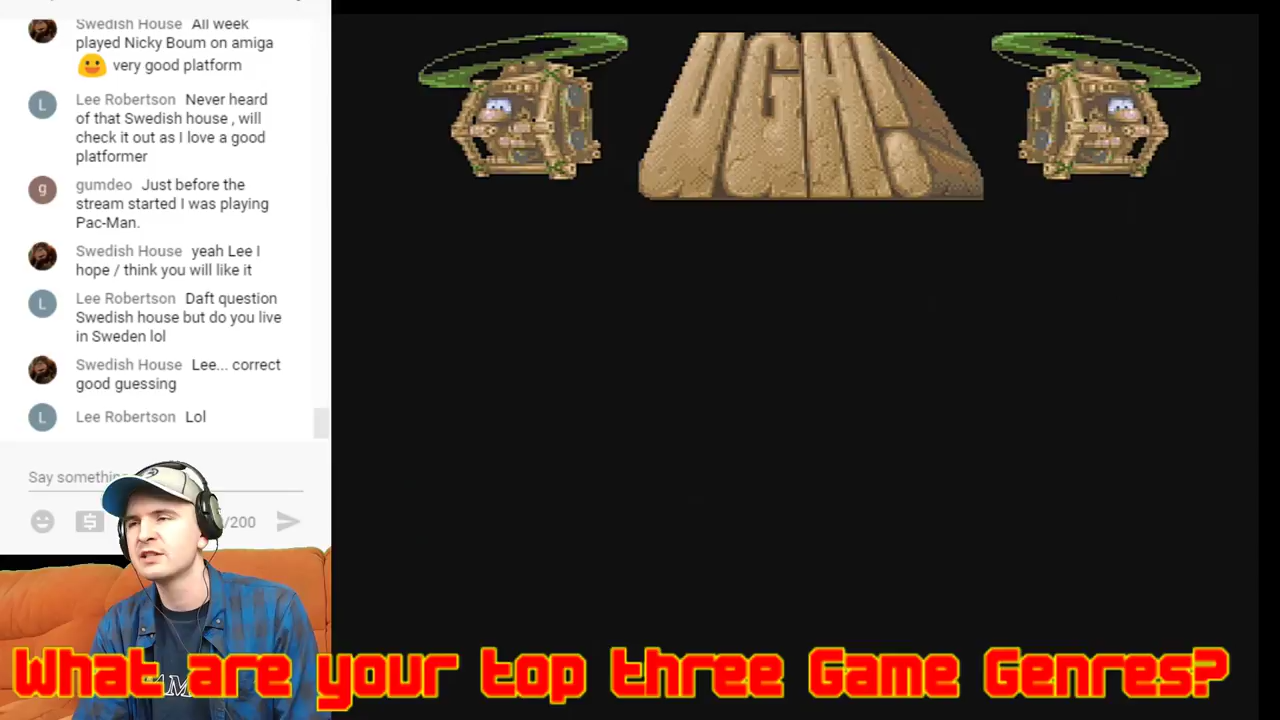 Swedish House All week
played Nicky Boum on amiga
very good platform
Lee Robertson Never heard
of that Swedish house , will
check it out as I love a good
platformer
gumdeo Just before the
stream started I was playing
Pac-Man.
Swedish House yeah Lee I
hope / think you will like it
Lee Robertson Daft question
Swedish house but do you live
in Sweden lol
Swedish House Lee... correct
good guessing
Lee Robertson Lol
Say something
/200
UGH!
L
g
L
L
What are your top three Game Genres?